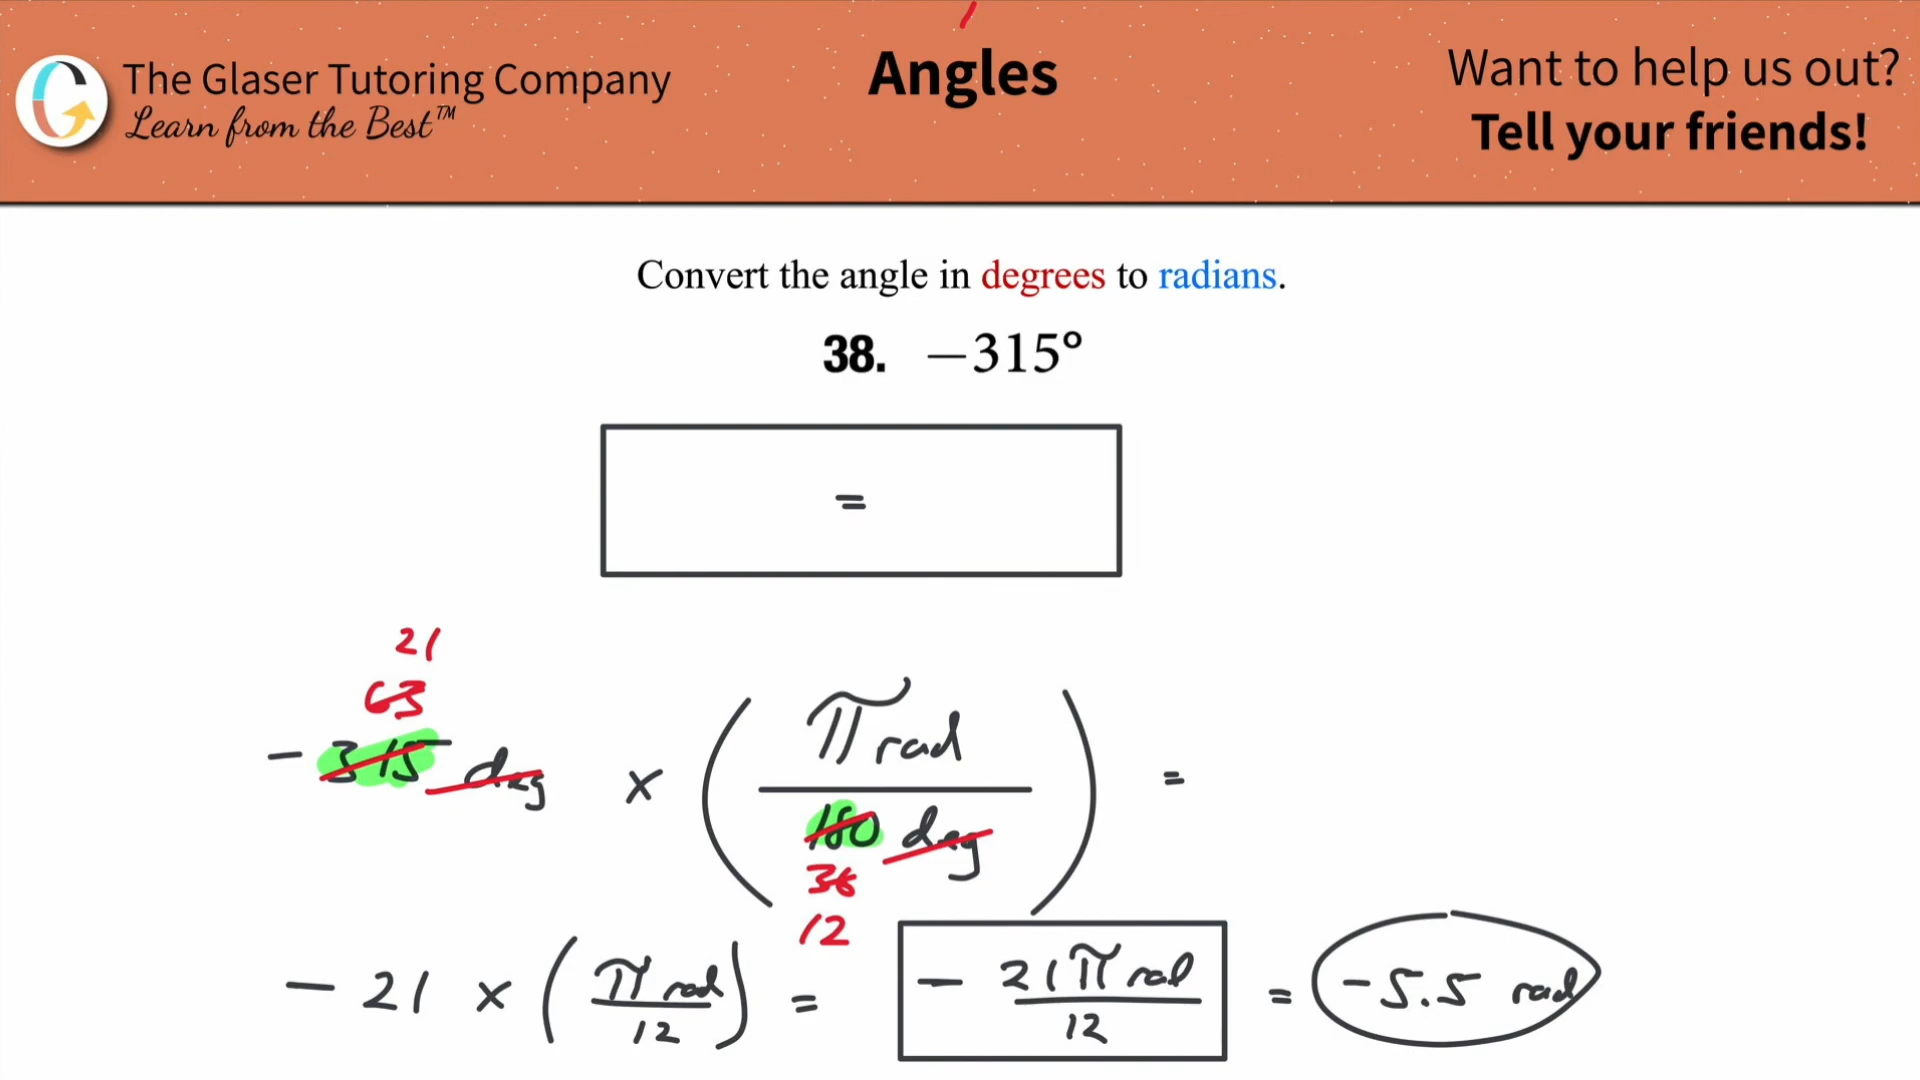 The Glaser Tutoring Company
Learn from the Best™
Angles
Want to help us out?
Tell your friends!
Convert the angle in degrees to radians.
38. −315°
=
21
63
− 315 deg × ( π rad / 180 deg ) =
36
12
− 21 × ( π rad / 12 ) = − 21 π rad / 12 = − 5.5 rad